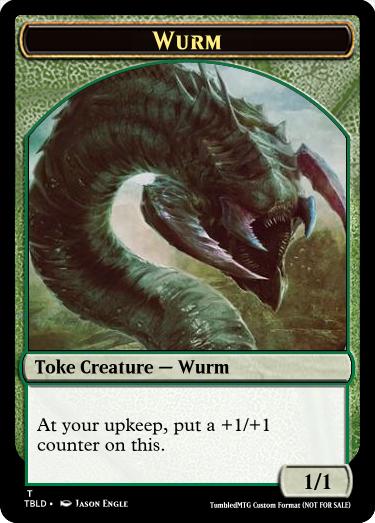 Wurm
Toke Creature — Wurm
At your upkeep, put a +1/+1
counter on this.
1/1
T
TBLD • Jason Engle
TumbledMTG Custom Format (NOT FOR SALE)